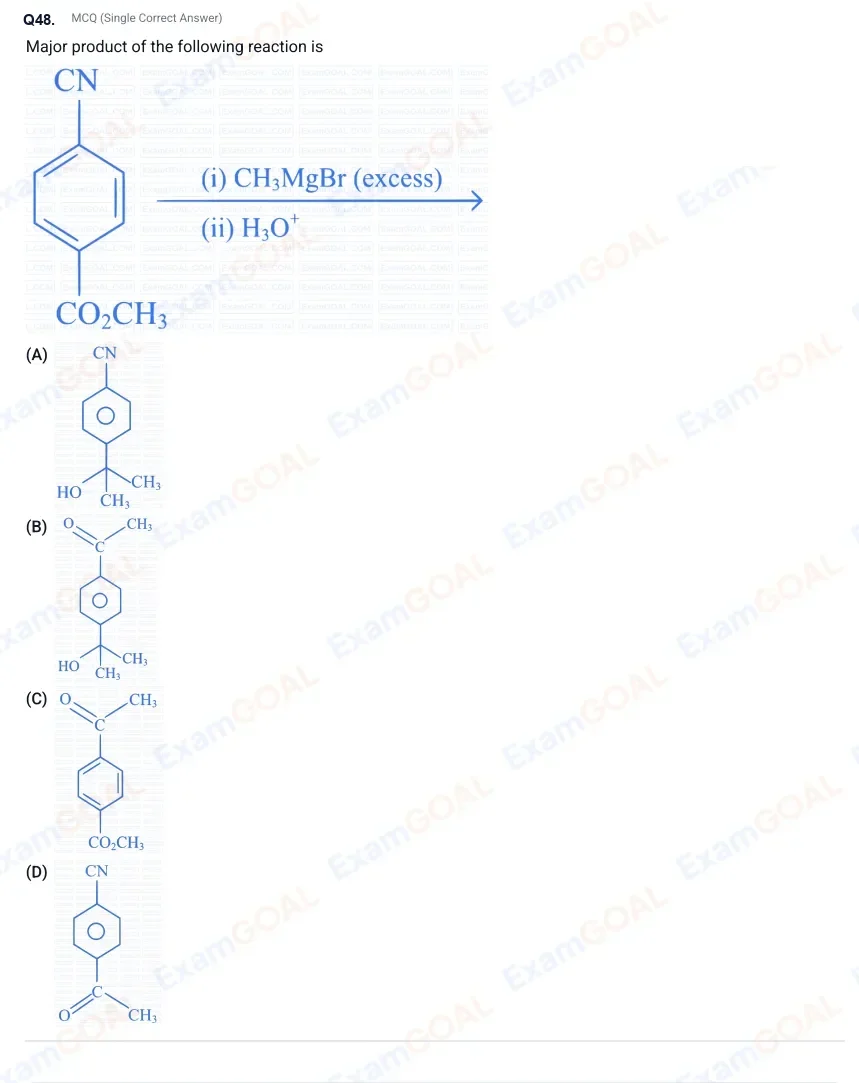 Q48. MCQ (Single Correct Answer)
Major product of the following reaction is
CN
(i) CH₃MgBr (excess)
(ii) H₃O⁺
CO₂CH₃
(A)
CN
HO
CH₃
CH₃
(B)
O
CH₃
C
HO
CH₃
CH₃
(C)
O
CH₃
C
CO₂CH₃
(D)
CN
C
O
CH₃
ExamGOAL